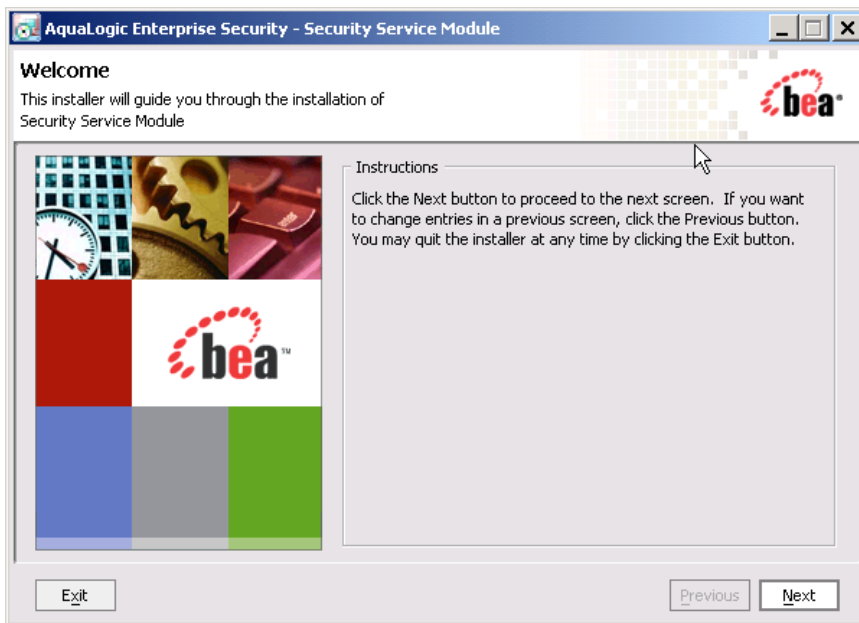 AquaLogic Enterprise Security - Security Service Module
Welcome
This installer will guide you through the installation of
Security Service Module
bea
Instructions
Click the Next button to proceed to the next screen. If you want
to change entries in a previous screen, click the Previous button.
You may quit the installer at any time by clicking the Exit button.
bea™
Exit
Previous
Next